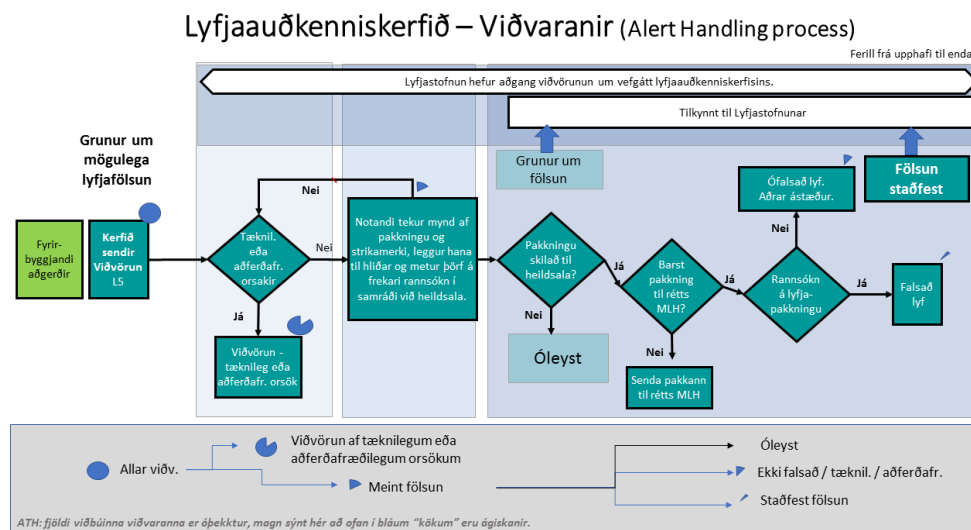 Lyfjaauðkenniskerfið – Viðvaranir (Alert Handling process)
Ferill frá upphafi til enda
Lyfjastofnun hefur aðgang viðvörunun um vefgátt lyfjaauðkenniskerfisins.
Tilkynnt til Lyfjastofnunar
Grunur um
mögulega
lyfjafölsun
Grunur um
fölsun
Fölsun
staðfest
Ófalsað lyf.
Aðrar ástæður.
Nei
Nei
Fyrir-
byggjandi
aðgerðir
Kerfið
sendir
Viðvörun
L5
Tæknil.
eða
aðferðafr.
orsakir
Nei
Notandi tekur mynd af
pakkningu og
strikamerki, leggur hana
til hliðar og metur þörf á
frekari rannsókn í
samráði við heildsala.
Pakkningu
skilað til
heildsala?
Já
Barst
pakkning
til rétts
MLH?
Já
Rannsókn
á lyfja-
pakkningu
Já
Falsað
lyf
Já
Nei
Nei
Viðvörun -
tæknileg eða
aðferðafr. orsök
Óleyst
Senda pakkann
til rétts MLH
Allar viðv.
Viðvörun af tæknilegum eða
aðferðafræðilegum orsökum
Meint fölsun
Óleyst
Ekki falsað / tæknil. / aðferðafr.
Staðfest fölsun
ATH: fjöldi viðbúinna viðvaranna er óþekktur, magn sýnt hér að ofan í bláum “kökum” eru ágiskanir.